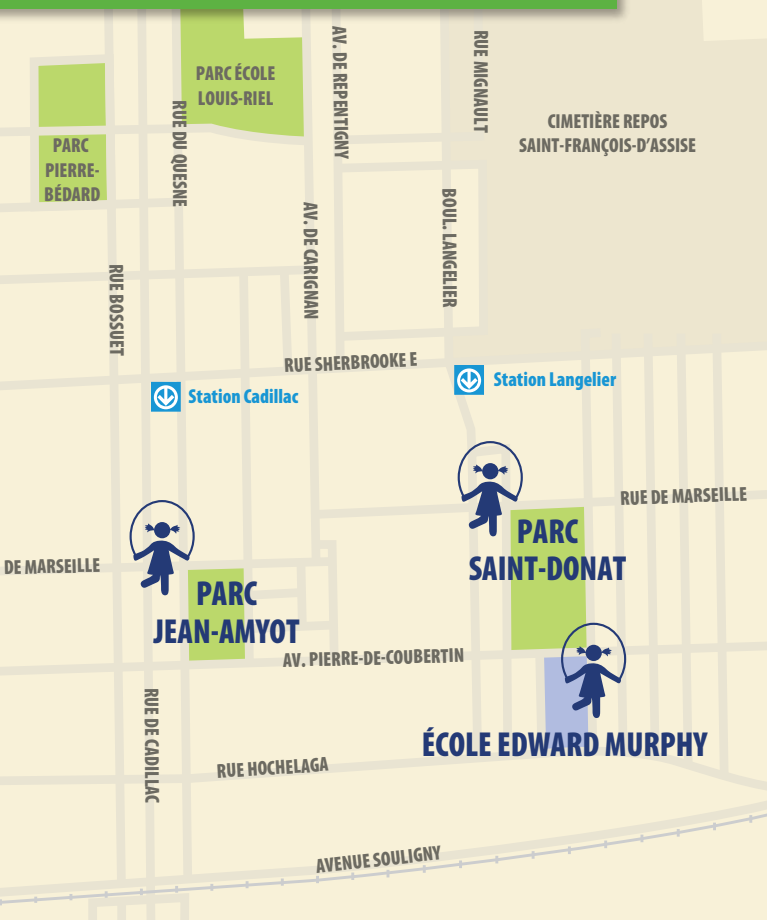 AV. DE REPENTIGNY
RUE MIGNAULT
PARC ÉCOLE
LOUIS-RIEL
RUE DU QUESNE
CIMETIÈRE REPOS
SAINT-FRANÇOIS-D'ASSISE
PARC
PIERRE-
BÉDARD
BOUL. LANGELIER
AV. DE CARIGNAN
RUE BOSSUET
RUE SHERBROOKE E
Station Langelier
Station Cadillac
RUE DE MARSEILLE
PARC
SAINT-DONAT
DE MARSEILLE
PARC
JEAN-AMYOT
AV. PIERRE-DE-COUBERTIN
RUE DE CADILLAC
ÉCOLE EDWARD MURPHY
RUE HOCHELAGA
AVENUE SOULIGNY